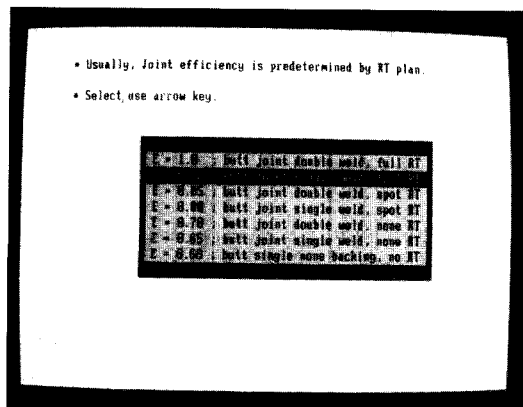 • Usually, Joint efficiency is predetermined by RT plan.
• Select, use arrow key.
E = 1.0 : butt joint double weld, full RT
E = 0.85 : butt joint double weld, spot RT
E = 0.80 : butt joint single weld, spot RT
E = 0.70 : butt joint double weld, none RT
E = 0.65 : butt joint single weld, none RT
E = 0.60 : butt single none backing, no RT